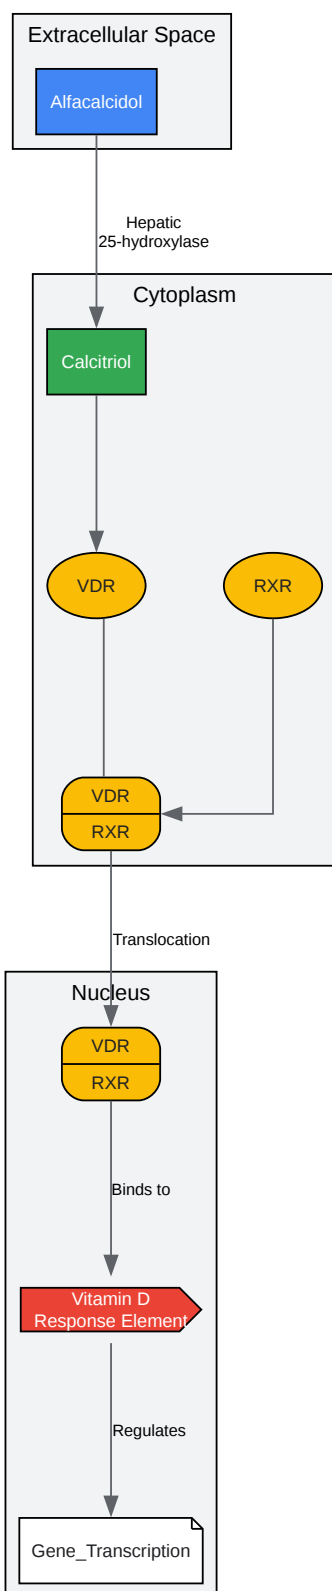 Extracellular Space
Alfacalcidol
Hepatic
25-hydroxylase
Cytoplasm
Calcitriol
VDR
RXR
VDR
RXR
Translocation
Nucleus
VDR
RXR
Binds to
Vitamin D
Response Element
Regulates
Gene_Transcription